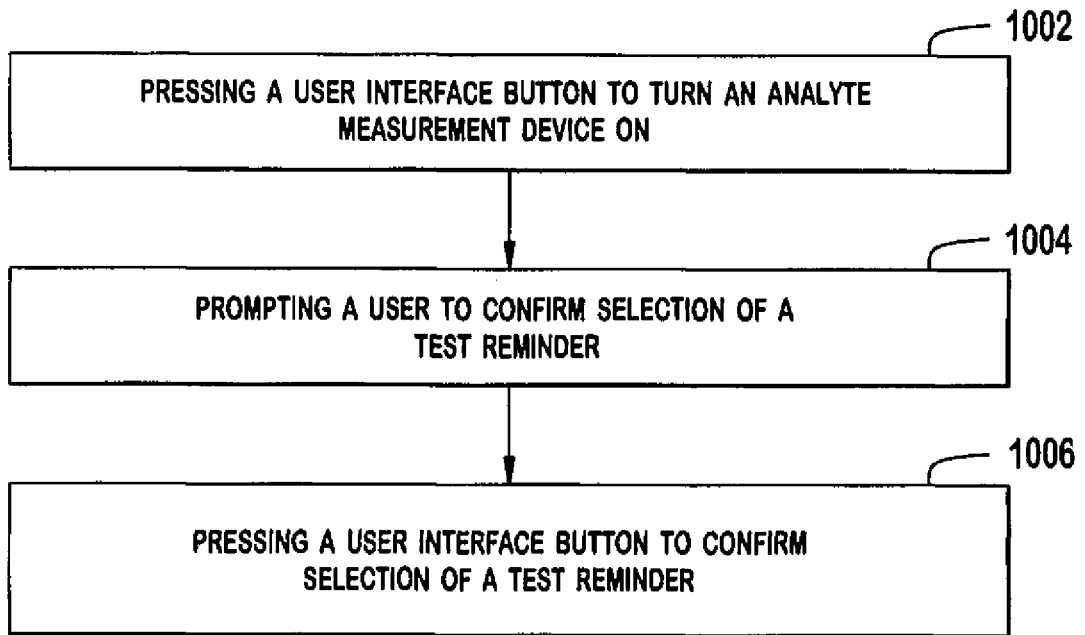 1002
PRESSING A USER INTERFACE BUTTON TO TURN AN ANALYTE
MEASUREMENT DEVICE ON
1004
PROMPTING A USER TO CONFIRM SELECTION OF A
TEST REMINDER
1006
PRESSING A USER INTERFACE BUTTON TO CONFIRM
SELECTION OF A TEST REMINDER